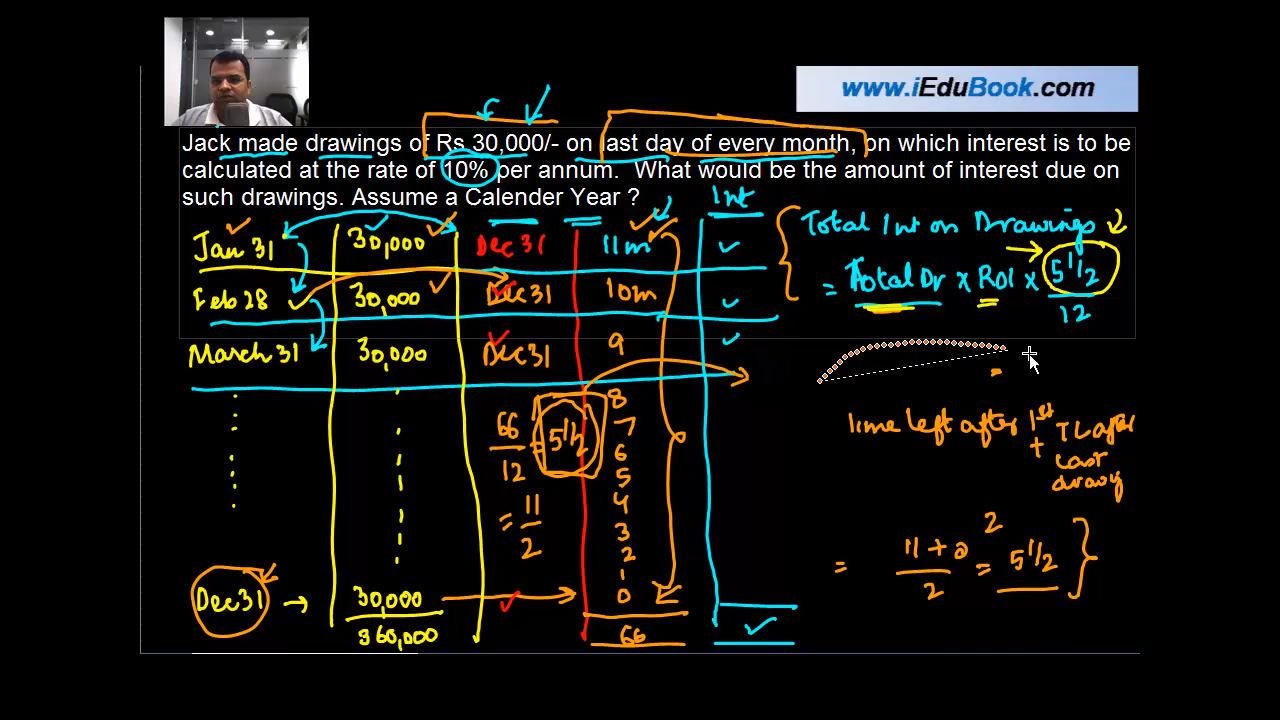 www.iEduBook.com
Jack made drawings of Rs 30,000/- on last day of every month, on which interest is to be
calculated at the rate of 10% per annum. What would be the amount of interest due on
such drawings. Assume a Calender Year ?
Int
Jan 31 30,000 Dec 31 11m
Feb 28 30,000 Dec 31 10m
March 31 30,000 Dec 31 9
8
7
6
5
4
3
2
1
Dec 31 → 30,000 0
360,000 66
66/12 = 5 1/2
= 11/2
Total Int on Drawings
= Total Dr x ROI x 5 1/2
12
=
Time left after 1st + TL after
Last
drawg
2
= 11 + 0 / 2 = 5 1/2